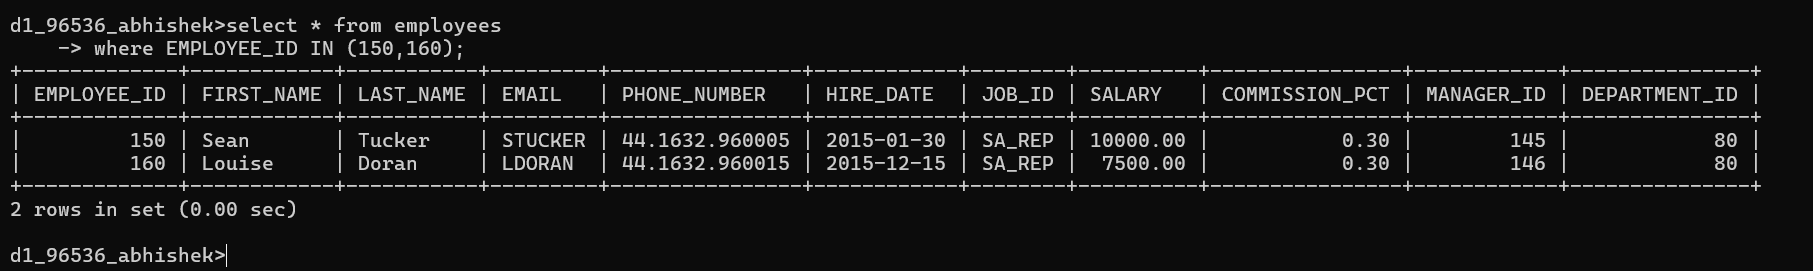 d1_96536_abhishek>select * from employees
    -> where EMPLOYEE_ID IN (150,160);
+-------------+------------+-----------+---------+----------------+------------+--------+----------+----------------+------------+---------------+
| EMPLOYEE_ID | FIRST_NAME | LAST_NAME | EMAIL   | PHONE_NUMBER   | HIRE_DATE  | JOB_ID | SALARY   | COMMISSION_PCT | MANAGER_ID | DEPARTMENT_ID |
+-------------+------------+-----------+---------+----------------+------------+--------+----------+----------------+------------+---------------+
|         150 | Sean       | Tucker    | STUCKER | 44.1632.960005 | 2015-01-30 | SA_REP | 10000.00 |           0.30 |        145 |            80 |
|         160 | Louise     | Doran     | LDORAN  | 44.1632.960015 | 2015-12-15 | SA_REP |  7500.00 |           0.30 |        146 |            80 |
+-------------+------------+-----------+---------+----------------+------------+--------+----------+----------------+------------+---------------+
2 rows in set (0.00 sec)
d1_96536_abhishek>